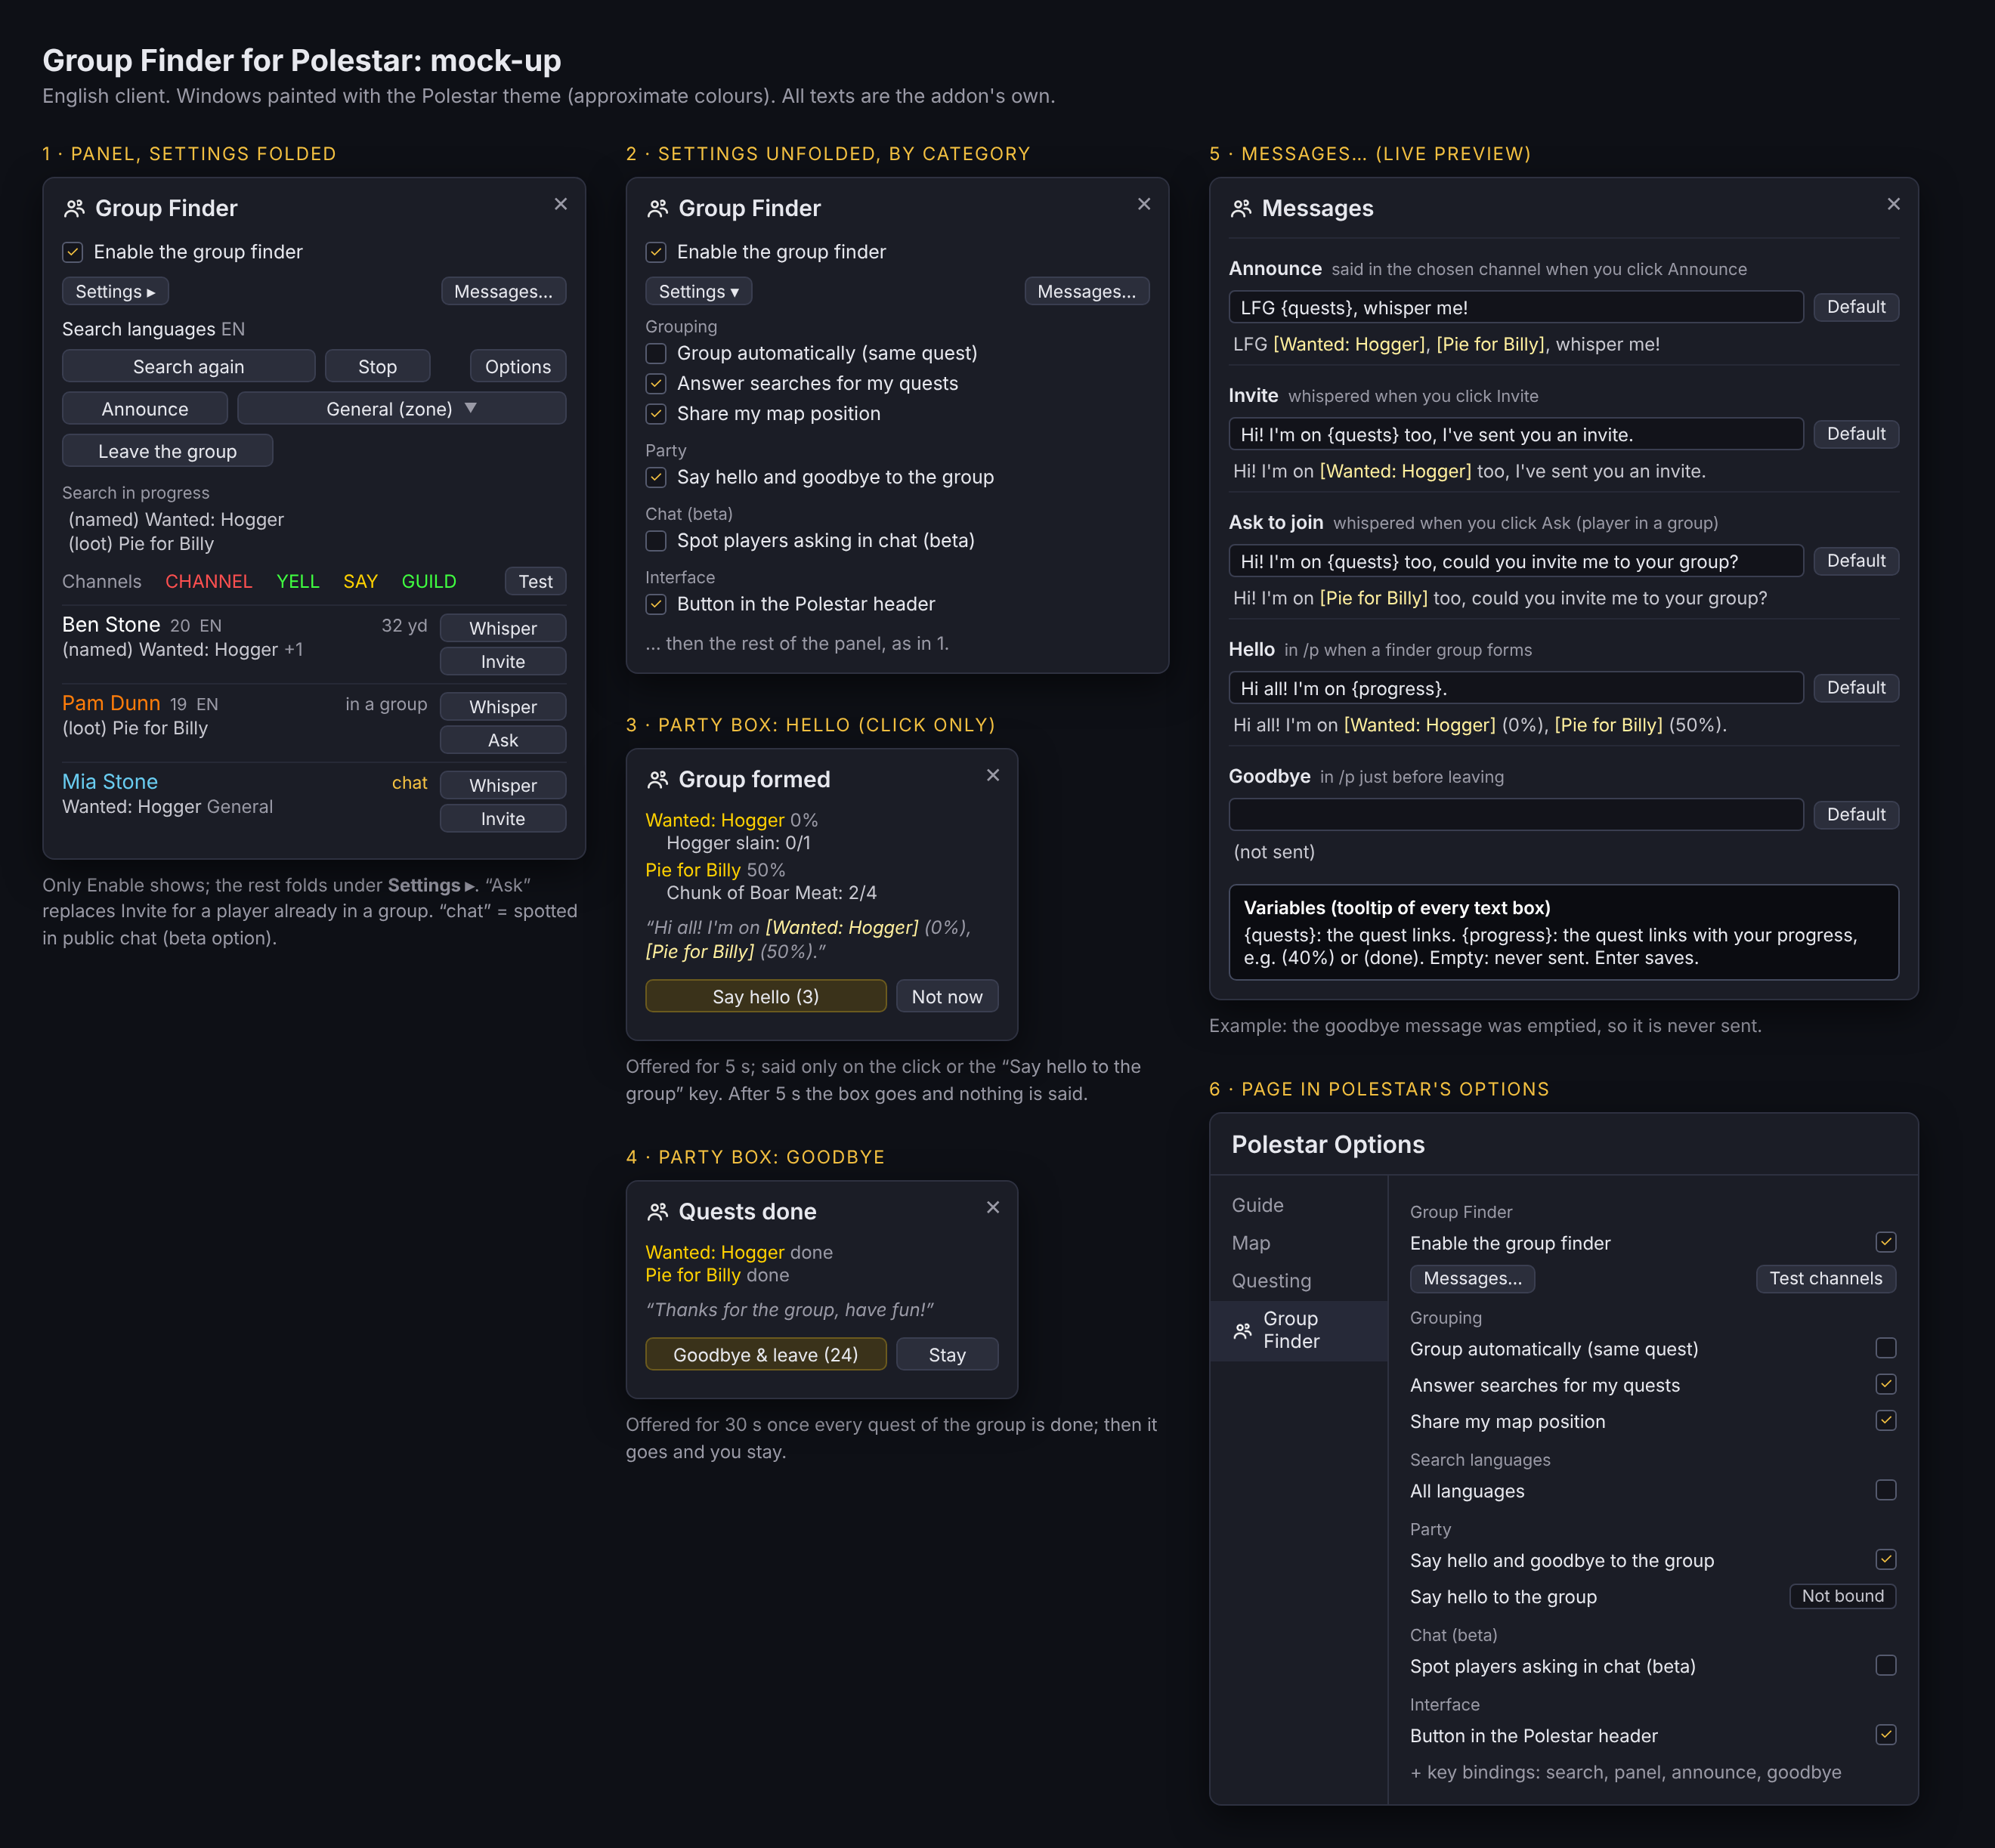 Group Finder for Polestar: mock-up
English client. Windows painted with the Polestar theme (approximate colours). All texts are the addon's own.
1 · PANEL, SETTINGS FOLDED
Group Finder ✕
Enable the group finder
Settings ▸ Messages...
Search languages EN
Search again Stop Options
Announce General (zone) ▼
Leave the group
Search in progress
(named) Wanted: Hogger
(loot) Pie for Billy
Channels CHANNEL YELL SAY GUILD Test
Ben Stone 20 EN 32 yd Whisper
(named) Wanted: Hogger +1 Invite
Pam Dunn 19 EN in a group Whisper
(loot) Pie for Billy Ask
Mia Stone chat Whisper
Wanted: Hogger General Invite
Only Enable shows; the rest folds under Settings ▸. “Ask”
replaces Invite for a player already in a group. “chat” = spotted
in public chat (beta option).
2 · SETTINGS UNFOLDED, BY CATEGORY
Group Finder ✕
Enable the group finder
Settings ▾ Messages...
Grouping
Group automatically (same quest)
Answer searches for my quests
Share my map position
Party
Say hello and goodbye to the group
Chat (beta)
Spot players asking in chat (beta)
Interface
Button in the Polestar header
... then the rest of the panel, as in 1.
3 · PARTY BOX: HELLO (CLICK ONLY)
Group formed ✕
Wanted: Hogger 0%
Hogger slain: 0/1
Pie for Billy 50%
Chunk of Boar Meat: 2/4
“Hi all! I'm on [Wanted: Hogger] (0%),
[Pie for Billy] (50%).”
Say hello (3) Not now
Offered for 5 s; said only on the click or the “Say hello to the
group” key. After 5 s the box goes and nothing is said.
4 · PARTY BOX: GOODBYE
Quests done ✕
Wanted: Hogger done
Pie for Billy done
“Thanks for the group, have fun!”
Goodbye & leave (24) Stay
Offered for 30 s once every quest of the group is done; then it
goes and you stay.
5 · MESSAGES... (LIVE PREVIEW)
Messages ✕
Announce said in the chosen channel when you click Announce
LFG {quests}, whisper me! Default
LFG [Wanted: Hogger], [Pie for Billy], whisper me!
Invite whispered when you click Invite
Hi! I'm on {quests} too, I've sent you an invite. Default
Hi! I'm on [Wanted: Hogger] too, I've sent you an invite.
Ask to join whispered when you click Ask (player in a group)
Hi! I'm on {quests} too, could you invite me to your group? Default
Hi! I'm on [Pie for Billy] too, could you invite me to your group?
Hello in /p when a finder group forms
Hi all! I'm on {progress}. Default
Hi all! I'm on [Wanted: Hogger] (0%), [Pie for Billy] (50%).
Goodbye in /p just before leaving
Default
(not sent)
Variables (tooltip of every text box)
{quests}: the quest links. {progress}: the quest links with your progress,
e.g. (40%) or (done). Empty: never sent. Enter saves.
Example: the goodbye message was emptied, so it is never sent.
6 · PAGE IN POLESTAR'S OPTIONS
Polestar Options
Guide
Map
Questing
Group
Finder
Group Finder
Enable the group finder
Messages... Test channels
Grouping
Group automatically (same quest)
Answer searches for my quests
Share my map position
Search languages
All languages
Party
Say hello and goodbye to the group
Say hello to the group Not bound
Chat (beta)
Spot players asking in chat (beta)
Interface
Button in the Polestar header
+ key bindings: search, panel, announce, goodbye